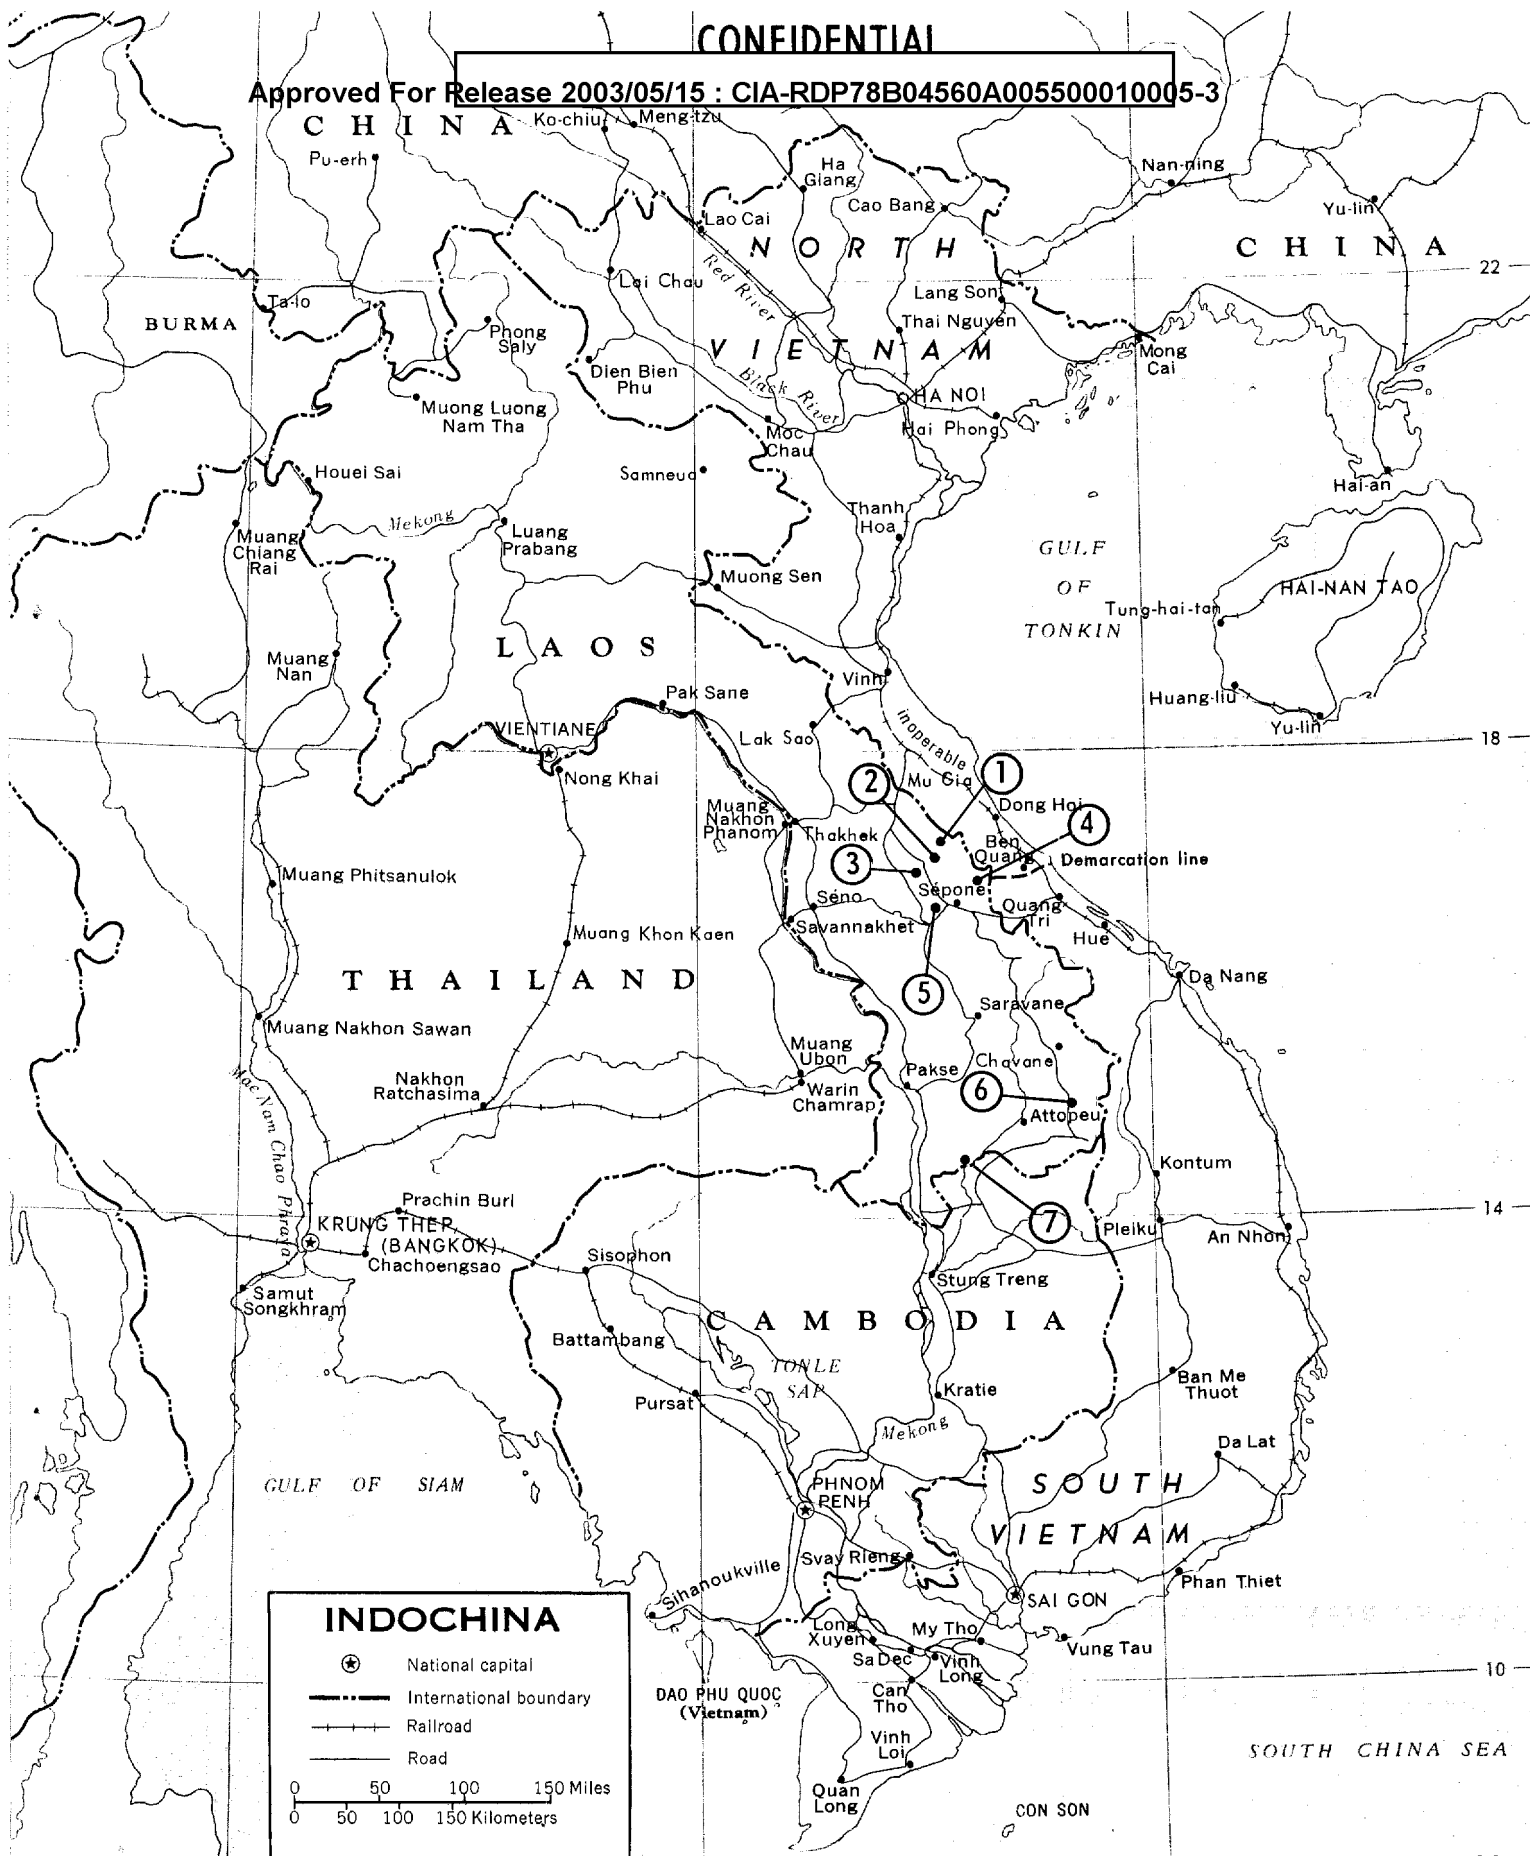 CONFIDENTIAL
Approved For Release 2003/05/15 : CIA-RDP78B04560A005500010005-3
CHINA
Ko-chiu
Meng-tzu
Pu-erh
Ha
Giang
Cao Bang
Nan-ning
Yu-lin
Lao Cai
NORTH
CHINA
Red River
Lai Chau
22
Lang Son
Ta-lo
BURMA
Phong
Saly
Thai Nguyen
VIETNAM
Mong
Cai
Dien Bien
Phu
Black River
HA NOI
Muong Luong
Nam Tha
Moc
Chau
Hai Phong
Houei Sai
Samneua
Hai-an
Mekong
Thanh
Hoa
Muang
Chiang
Rai
Luang
Prabang
GULF
OF
TONKIN
Muong Sen
HAI-NAN TAO
Tung-hai-tan
LAOS
Muang
Nan
Vinh
Huang-liu
Pak Sane
Yu-lin
VIENTIANE
Lak Sao
inoperable
18
Nong Khai
2
Mu Gia
1
Muang
Nakhon
Phanom
Thakhek
Dong Hoi
4
Ben
Quang
Demarcation line
3
Muang Phitsanulok
Séno
Sépone
Savannakhet
Quang
Tri
Hue
Muang Khon Kaen
THAILAND
Da Nang
5
Saravane
Muang Nakhon Sawan
Muang
Ubon
Chavane
Mae Nam Chao Phraya
Nakhon
Ratchasima
Warin
Chamrap
Pakse
6
Attopeu
Kontum
Prachin Buri
14
KRUNG THEP
(BANGKOK)
Chachoengsao
7
Pleiku
An Nhon
Sisophon
Stung Treng
Samut
Songkhram
CAMBODIA
Battambang
TONLE
SAP
Ban Me
Thuot
Pursat
Kratie
Mekong
Da Lat
GULF OF SIAM
PHNOM
PENH
SOUTH
VIETNAM
Svay Rieng
Sihanoukville
Phan Thiet
SAI GON
INDOCHINA
Long
Xuyen
My Tho
Vung Tau
National capital
Sa Dec
Vinh
Long
10
International boundary
DAO PHU QUOC
(Vietnam)
Can
Tho
Railroad
Vinh
Loi
Road
SOUTH CHINA SEA
0 50 100 150 Miles
0 50 100 150 Kilometers
Quan
Long
CON SON